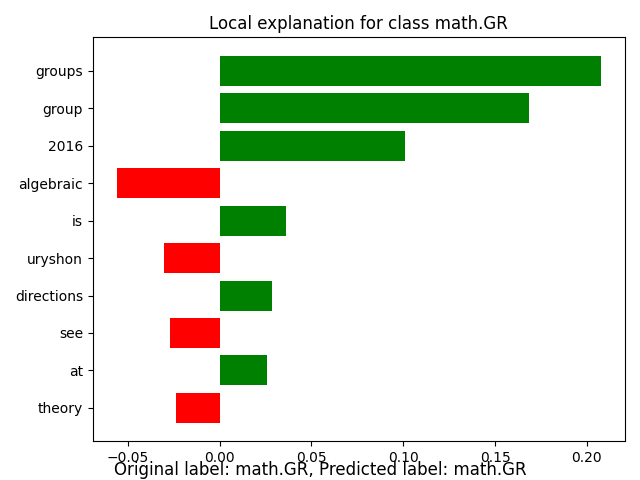 Local explanation for class math.GR
groups
group
2016
algebraic
is
uryshon
directions
see
at
theory
−0.05 0.00 0.05 0.10 0.15 0.20
Original label: math.GR, Predicted label: math.GR